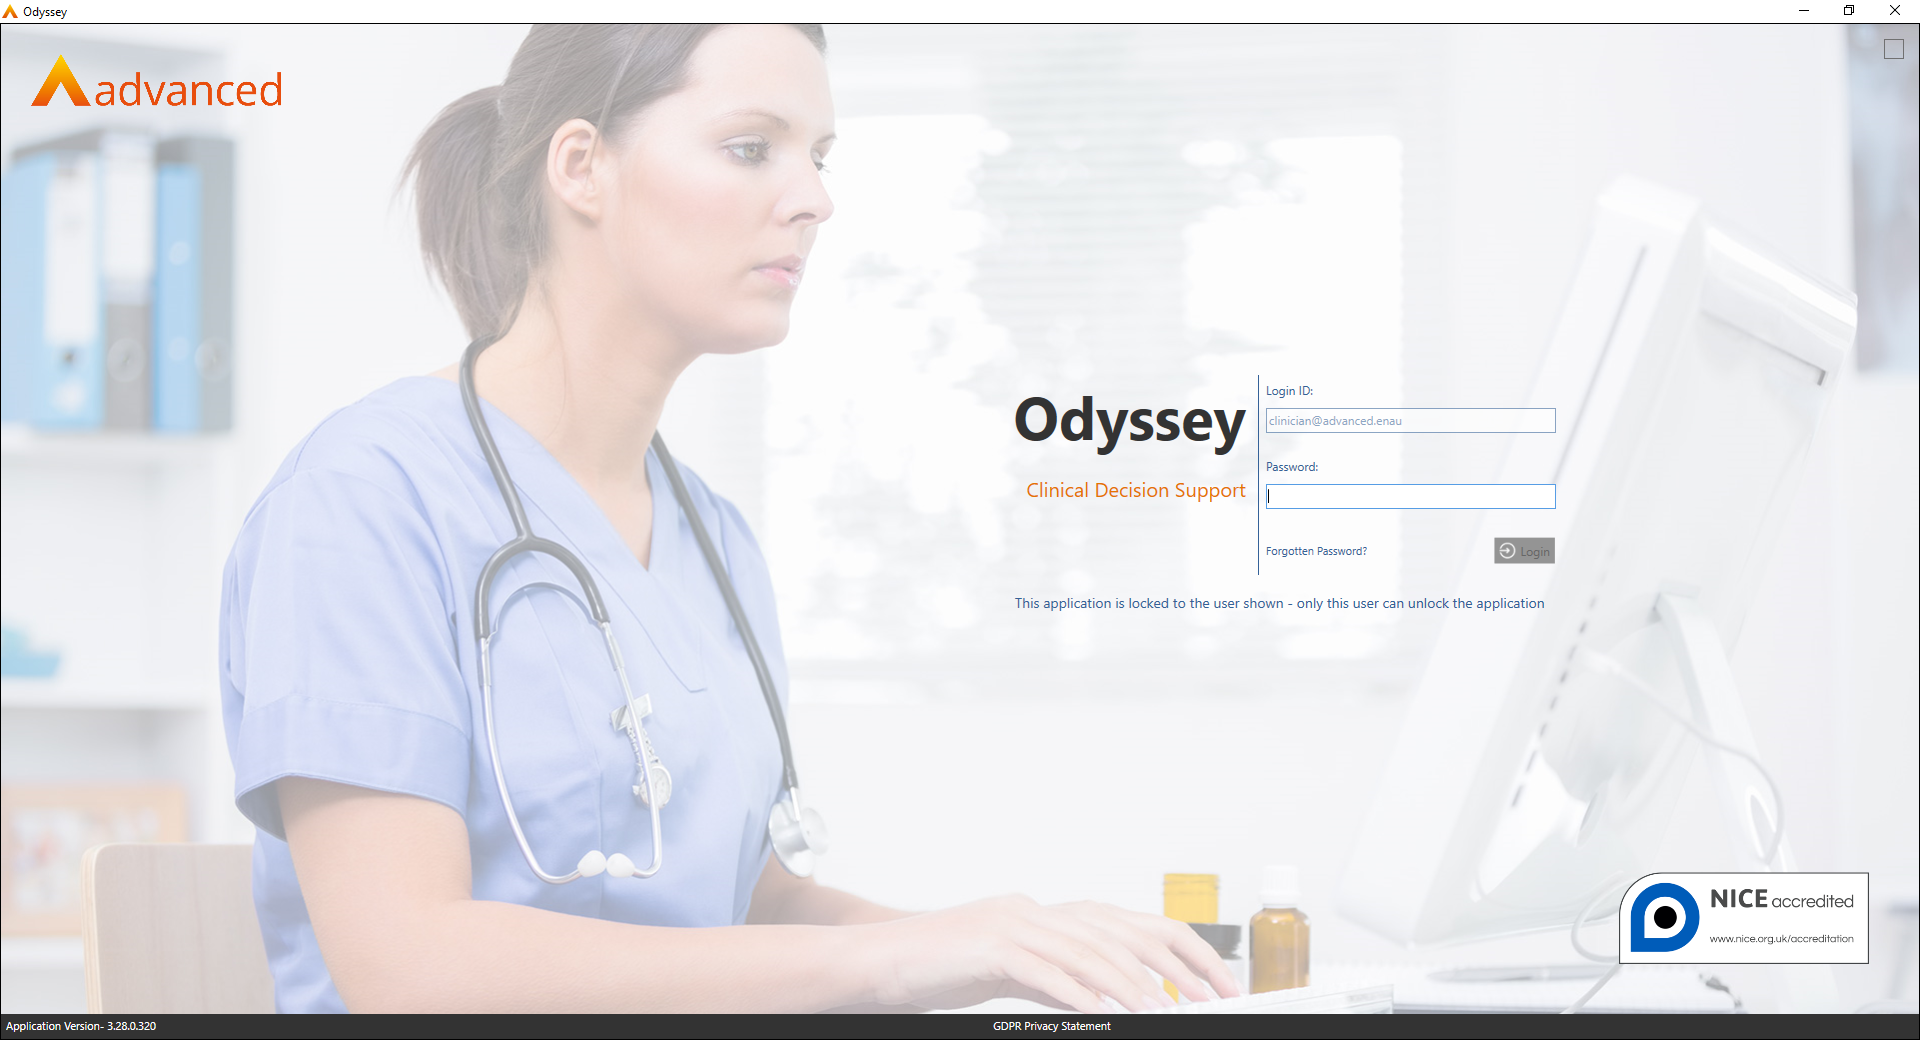 Odyssey
advanced
Odyssey
Clinical Decision Support
Login ID:
clinician@advanced.enau
Password:
Forgotten Password?
Login
This application is locked to the user shown - only this user can unlock the application
NICE accredited
www.nice.org.uk/accreditation
Application Version- 3.28.0.320
GDPR Privacy Statement